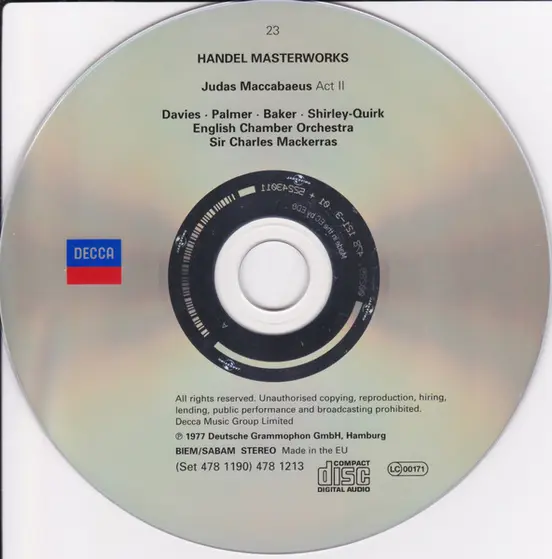 23
HANDEL MASTERWORKS
Judas Maccabaeus Act II
Davies · Palmer · Baker · Shirley-Quirk
English Chamber Orchestra
Sir Charles Mackerras
DECCA
All rights reserved. Unauthorised copying, reproduction, hiring,
lending, public performance and broadcasting prohibited.
Decca Music Group Limited
℗ 1977 Deutsche Grammophon GmbH, Hamburg
BIEM/SABAM STEREO Made in the EU
(Set 478 1190) 478 1213
COMPACT
disc
DIGITAL AUDIO
LC 00171